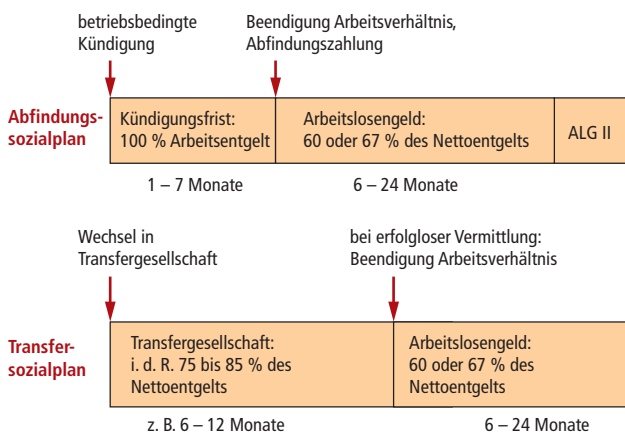 betriebsbedingte
Kündigung
Beendigung Arbeitsverhältnis,
Abfindungszahlung
Abfindungs-
sozialplan
Kündigungsfrist:
100 % Arbeitsentgelt
Arbeitslosengeld:
60 oder 67 % des Nettoentgelts
ALG II
1 – 7 Monate
6 – 24 Monate
Wechsel in
Transfergesellschaft
bei erfolgloser Vermittlung:
Beendigung Arbeitsverhältnis
Transfer-
sozialplan
Transfergesellschaft:
i. d. R. 75 bis 85 % des
Nettoentgelts
Arbeitslosengeld:
60 oder 67 % des
Nettoentgelts
z. B. 6 – 12 Monate
6 – 24 Monate